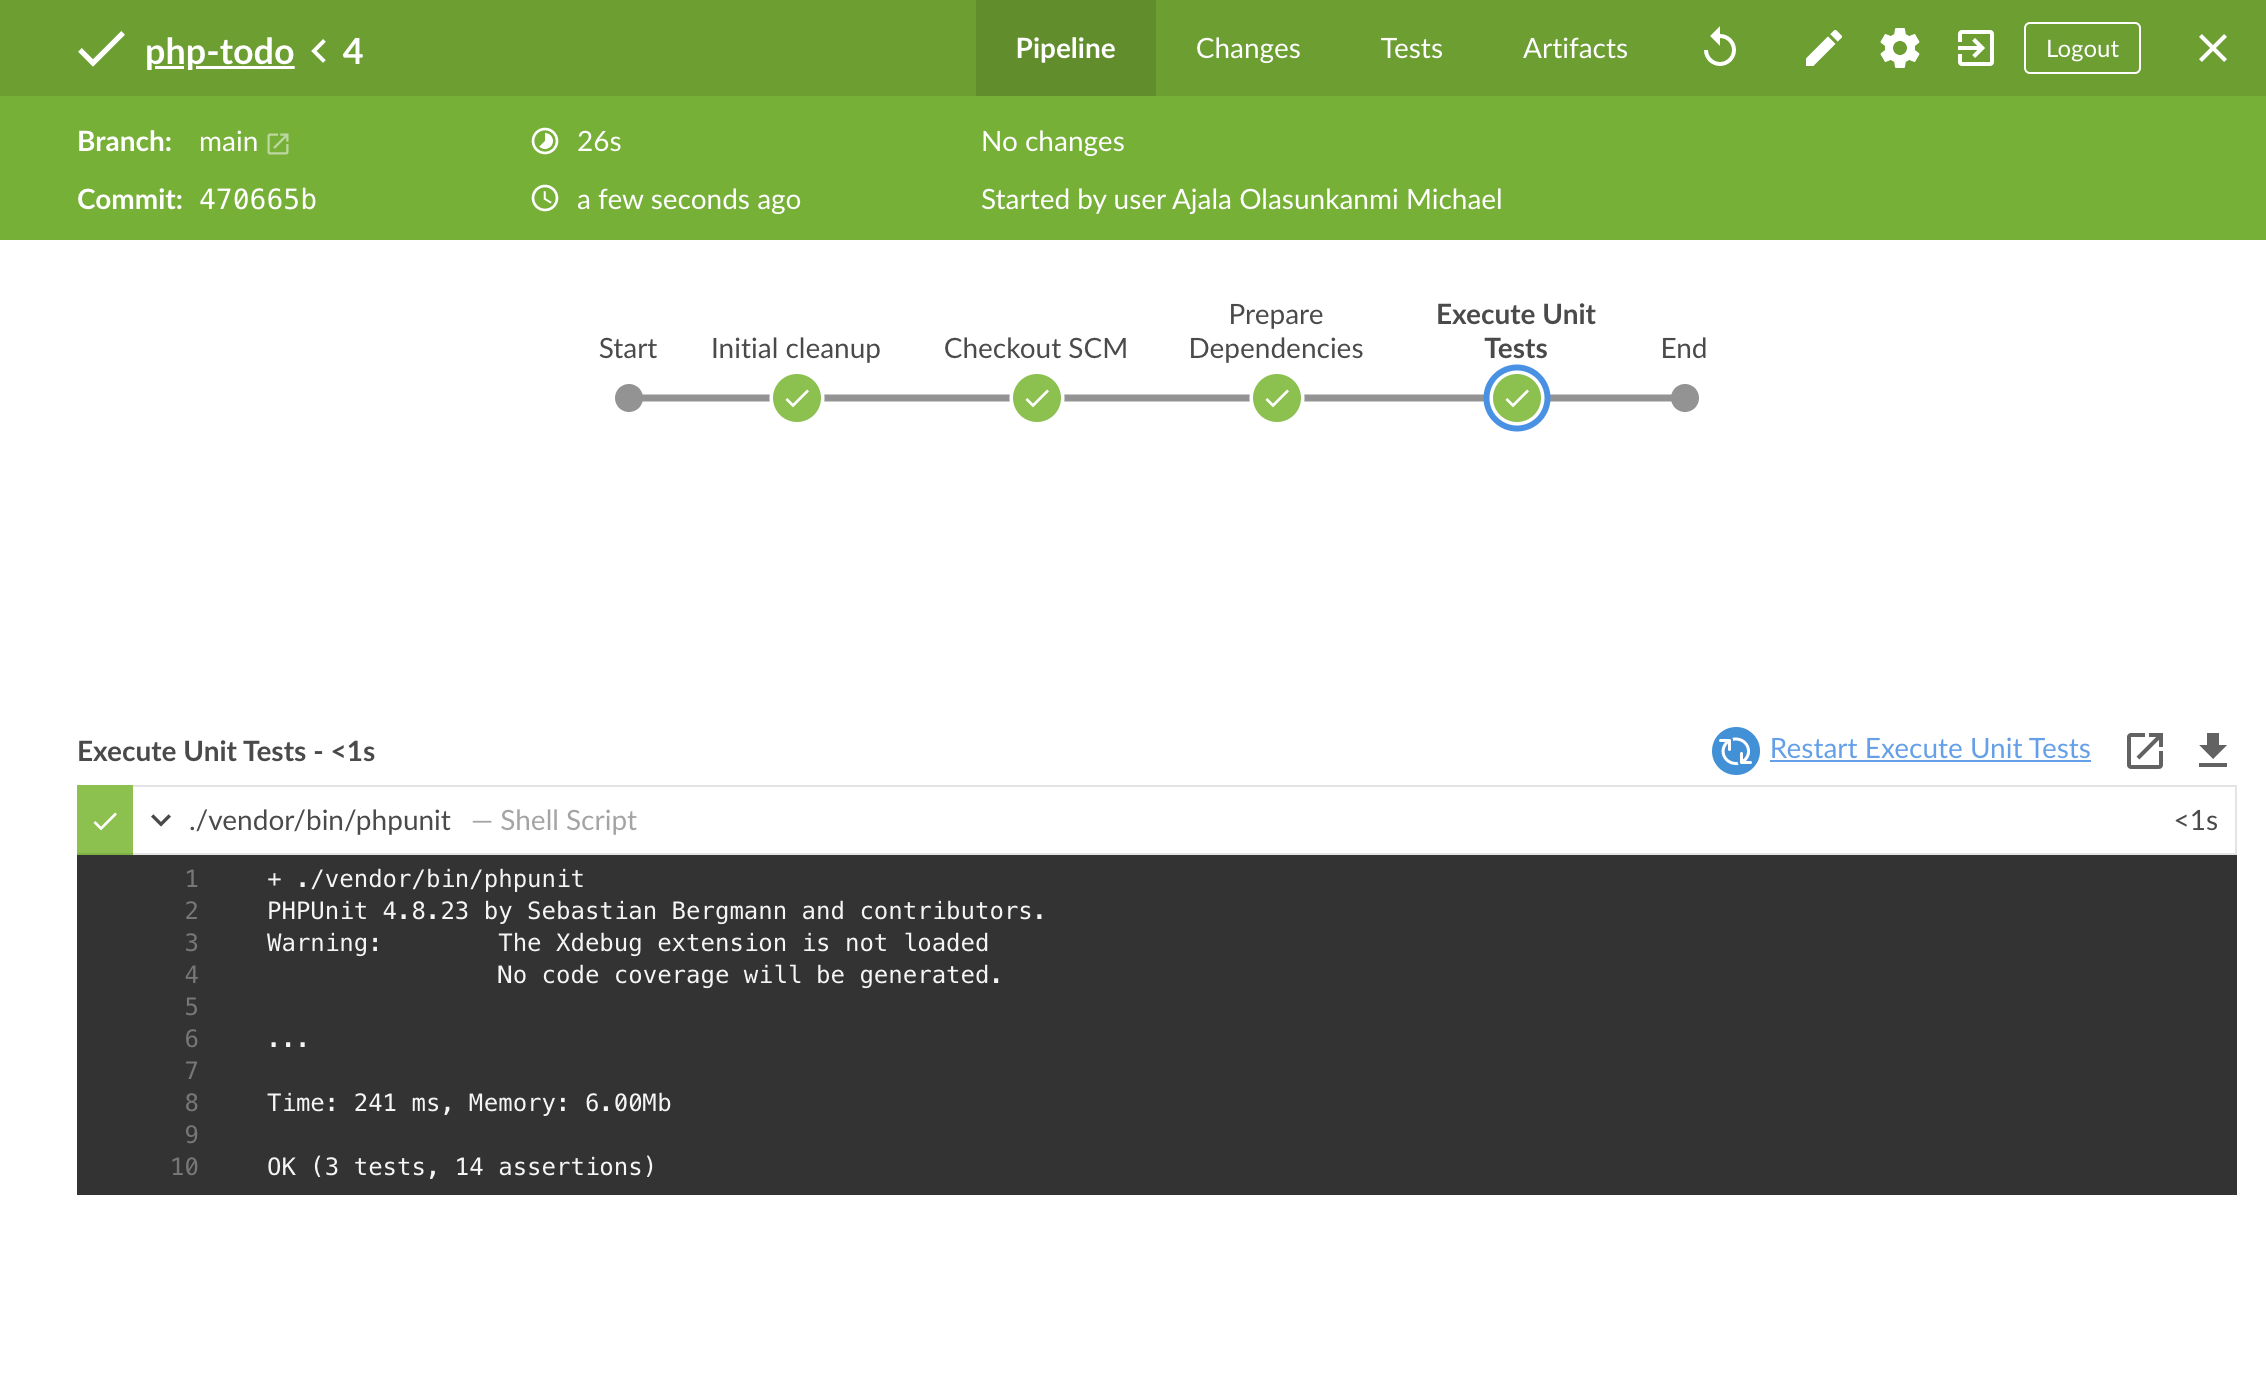 php-todo < 4
Pipeline
Changes
Tests
Artifacts
Logout
Branch: main
26s
No changes
Commit: 470665b
a few seconds ago
Started by user Ajala Olasunkanmi Michael
Start
Initial cleanup
Checkout SCM
Prepare
Dependencies
Execute Unit
Tests
End
Execute Unit Tests - <1s
Restart Execute Unit Tests
./vendor/bin/phpunit — Shell Script
<1s
1 + ./vendor/bin/phpunit
2 PHPUnit 4.8.23 by Sebastian Bergmann and contributors.
3 Warning: The Xdebug extension is not loaded
4 No code coverage will be generated.
5
6 ...
7
8 Time: 241 ms, Memory: 6.00Mb
9
10 OK (3 tests, 14 assertions)